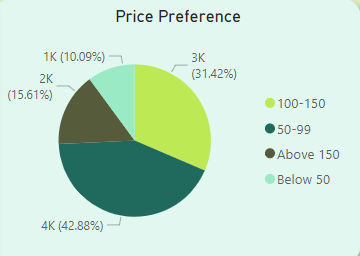 Price Preference
1K (10.09%)
3K
(31.42%)
2K
(15.61%)
4K (42.88%)
100-150
50-99
Above 150
Below 50